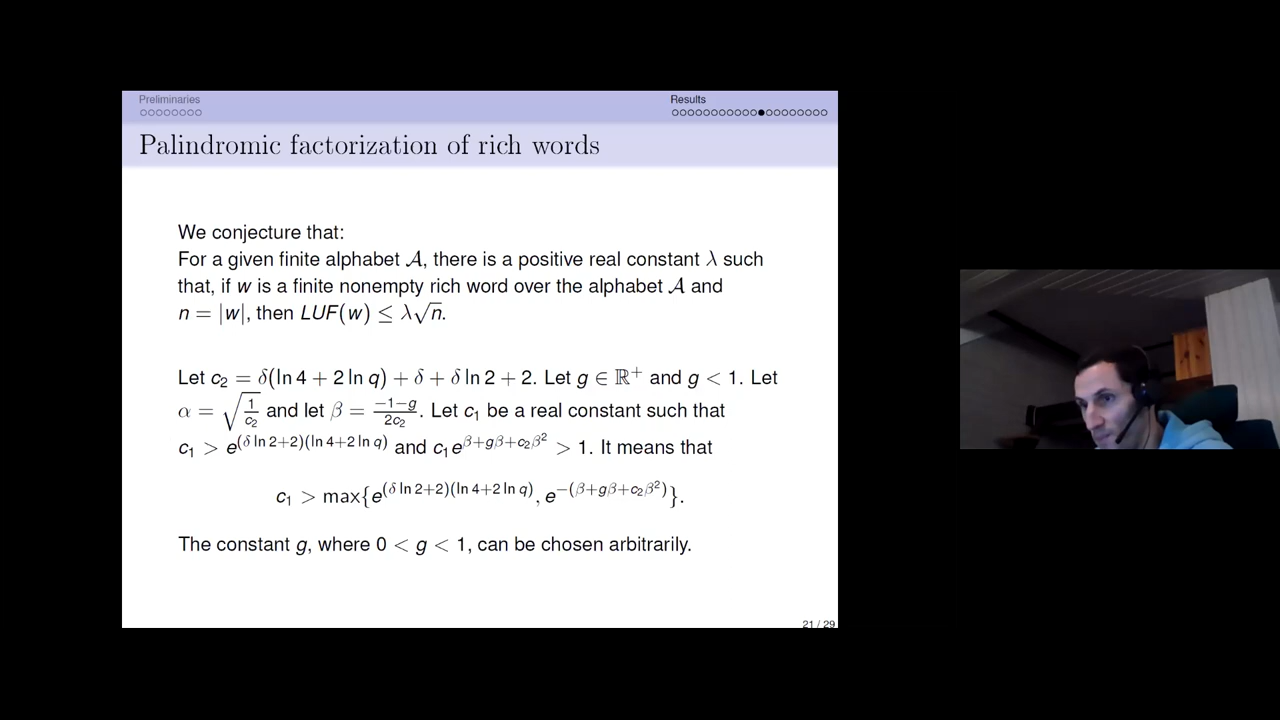 Preliminaries
Results
Palindromic factorization of rich words
We conjecture that:
For a given finite alphabet 𝒜, there is a positive real constant λ such
that, if w is a finite nonempty rich word over the alphabet 𝒜 and
n = |w|, then LUF(w) ≤ λ√n.
Let c₂ = δ(ln 4 + 2 ln q) + δ + δ ln 2 + 2. Let g ∈ ℝ⁺ and g < 1. Let
α = √(1/c₂) and let β = (−1−g)/(2c₂). Let c₁ be a real constant such that
c₁ > e^{(δ ln 2+2)(ln 4+2 ln q)} and c₁e^{β+gβ+c₂β²} > 1. It means that
c₁ > max{e^{(δ ln 2+2)(ln 4+2 ln q)}, e^{−(β+gβ+c₂β²)}}.
The constant g, where 0 < g < 1, can be chosen arbitrarily.
21 / 29